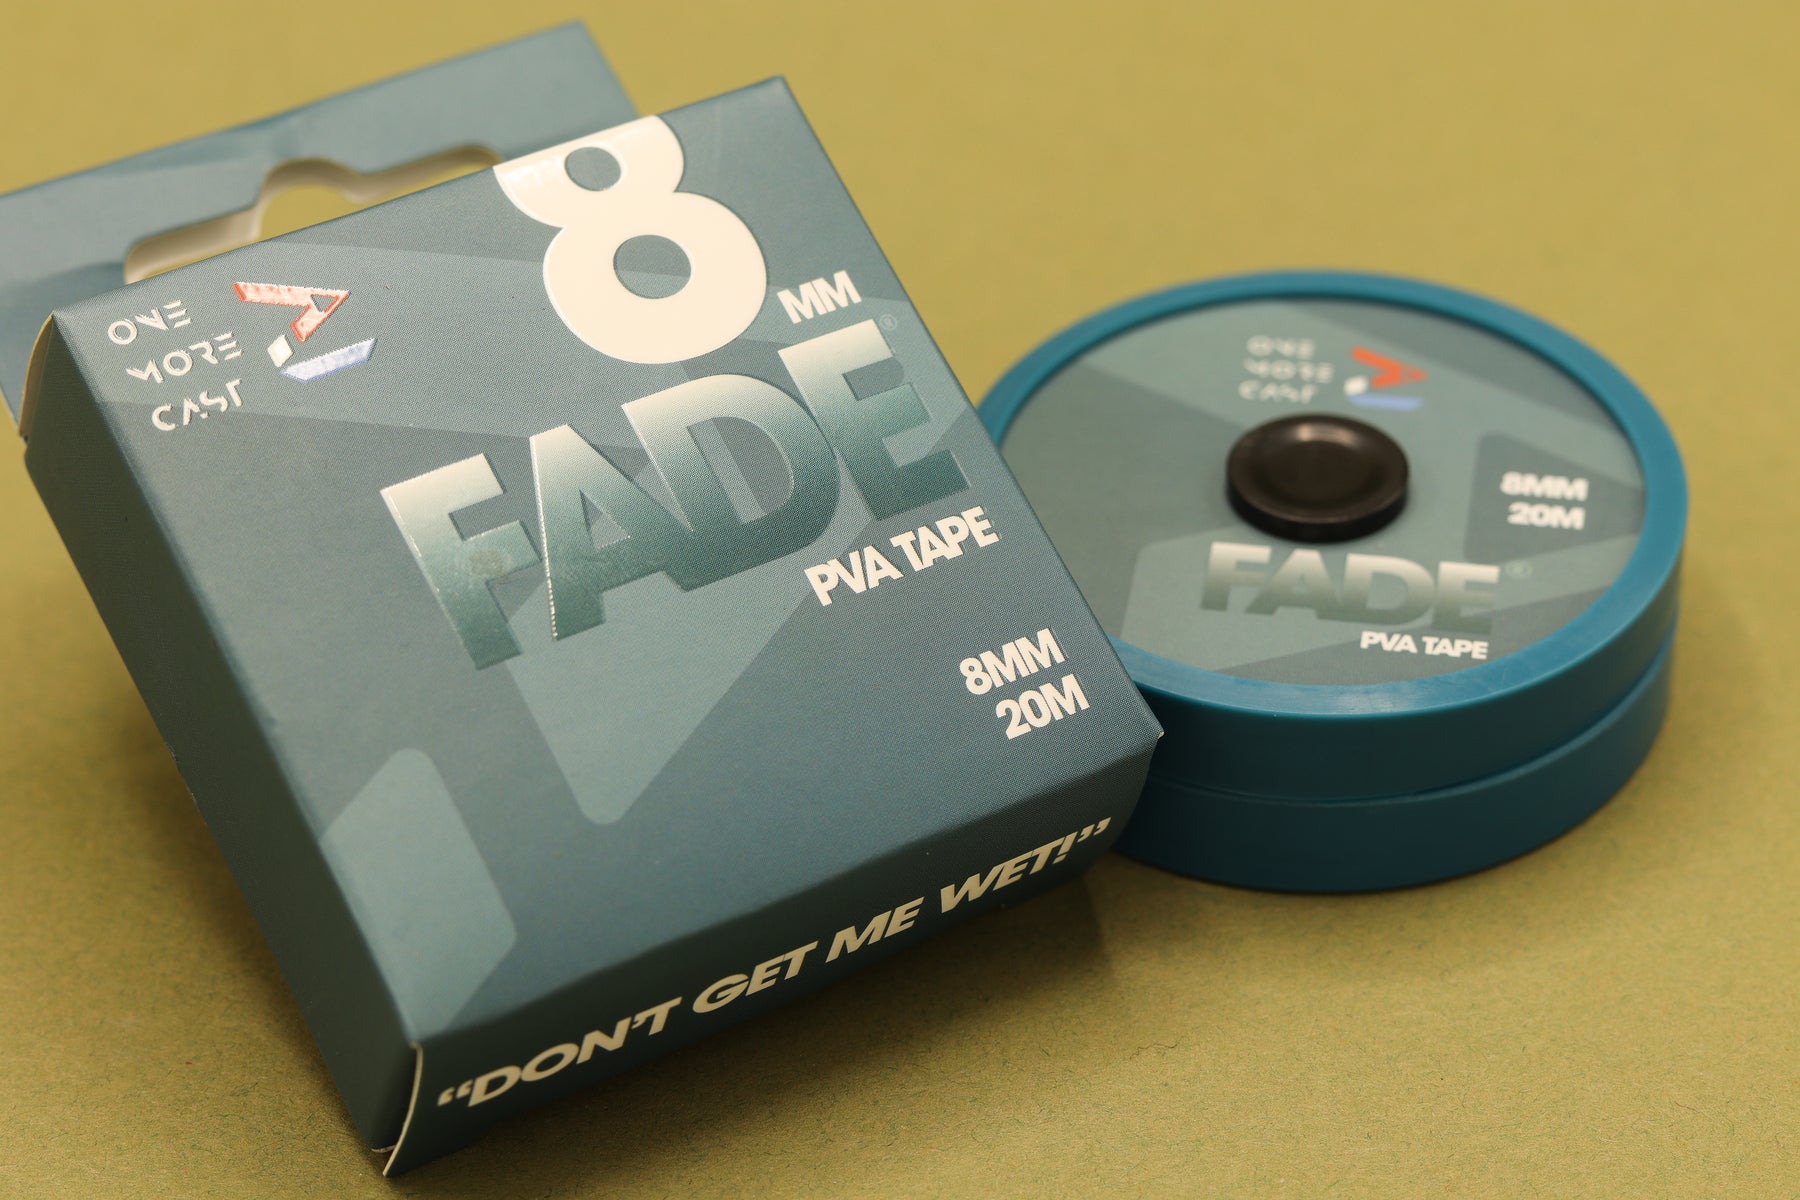 ONE
MORE
CAST
8
MM
FADE®
PVA TAPE
8MM
20M
“DON’T GET ME WET!”
ONE
MORE
CAST
8MM
20M
FADE®
PVA TAPE